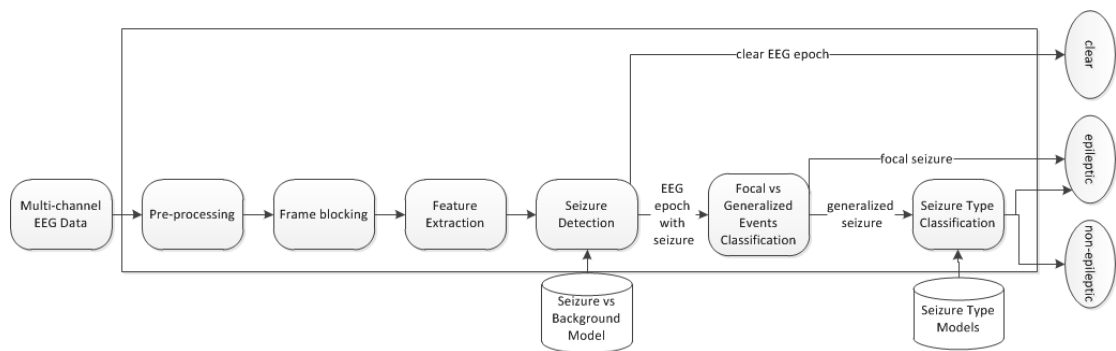 clear
clear EEG epoch
epileptic
focal seizure
Multi-channel
EEG Data
Pre-processing
Frame blocking
Feature
Extraction
Seizure
Detection
EEG
epoch
with
seizure
Focal vs
Generalized
Events
Classification
generalized
seizure
Seizure Type
Classification
non-epileptic
Seizure vs
Background
Model
Seizure Type
Models